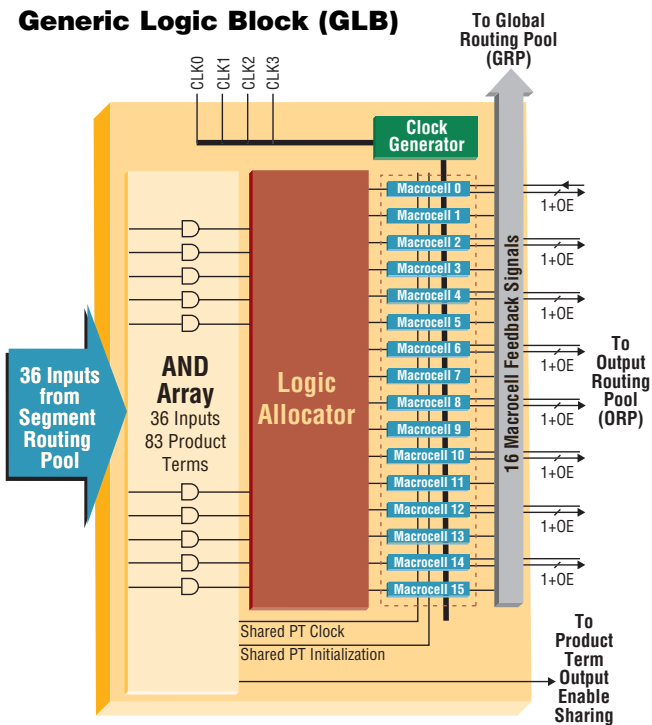 Generic Logic Block (GLB)
To Global
Routing Pool
(GRP)
CLK0
CLK1
CLK2
CLK3
Clock
Generator
Macrocell 0
Macrocell 1
Macrocell 2
Macrocell 3
Macrocell 4
Macrocell 5
Macrocell 6
Macrocell 7
Macrocell 8
Macrocell 9
Macrocell 10
Macrocell 11
Macrocell 12
Macrocell 13
Macrocell 14
Macrocell 15
16 Macrocell Feedback Signals
1+OE
1+OE
1+OE
1+OE
1+OE
1+OE
1+OE
1+OE
36 Inputs
from
Segment
Routing
Pool
AND
Array
36 Inputs
83 Product
Terms
Logic
Allocator
To
Output
Routing
Pool
(ORP)
Shared PT Clock
Shared PT Initialization
To
Product
Term
Output
Enable
Sharing